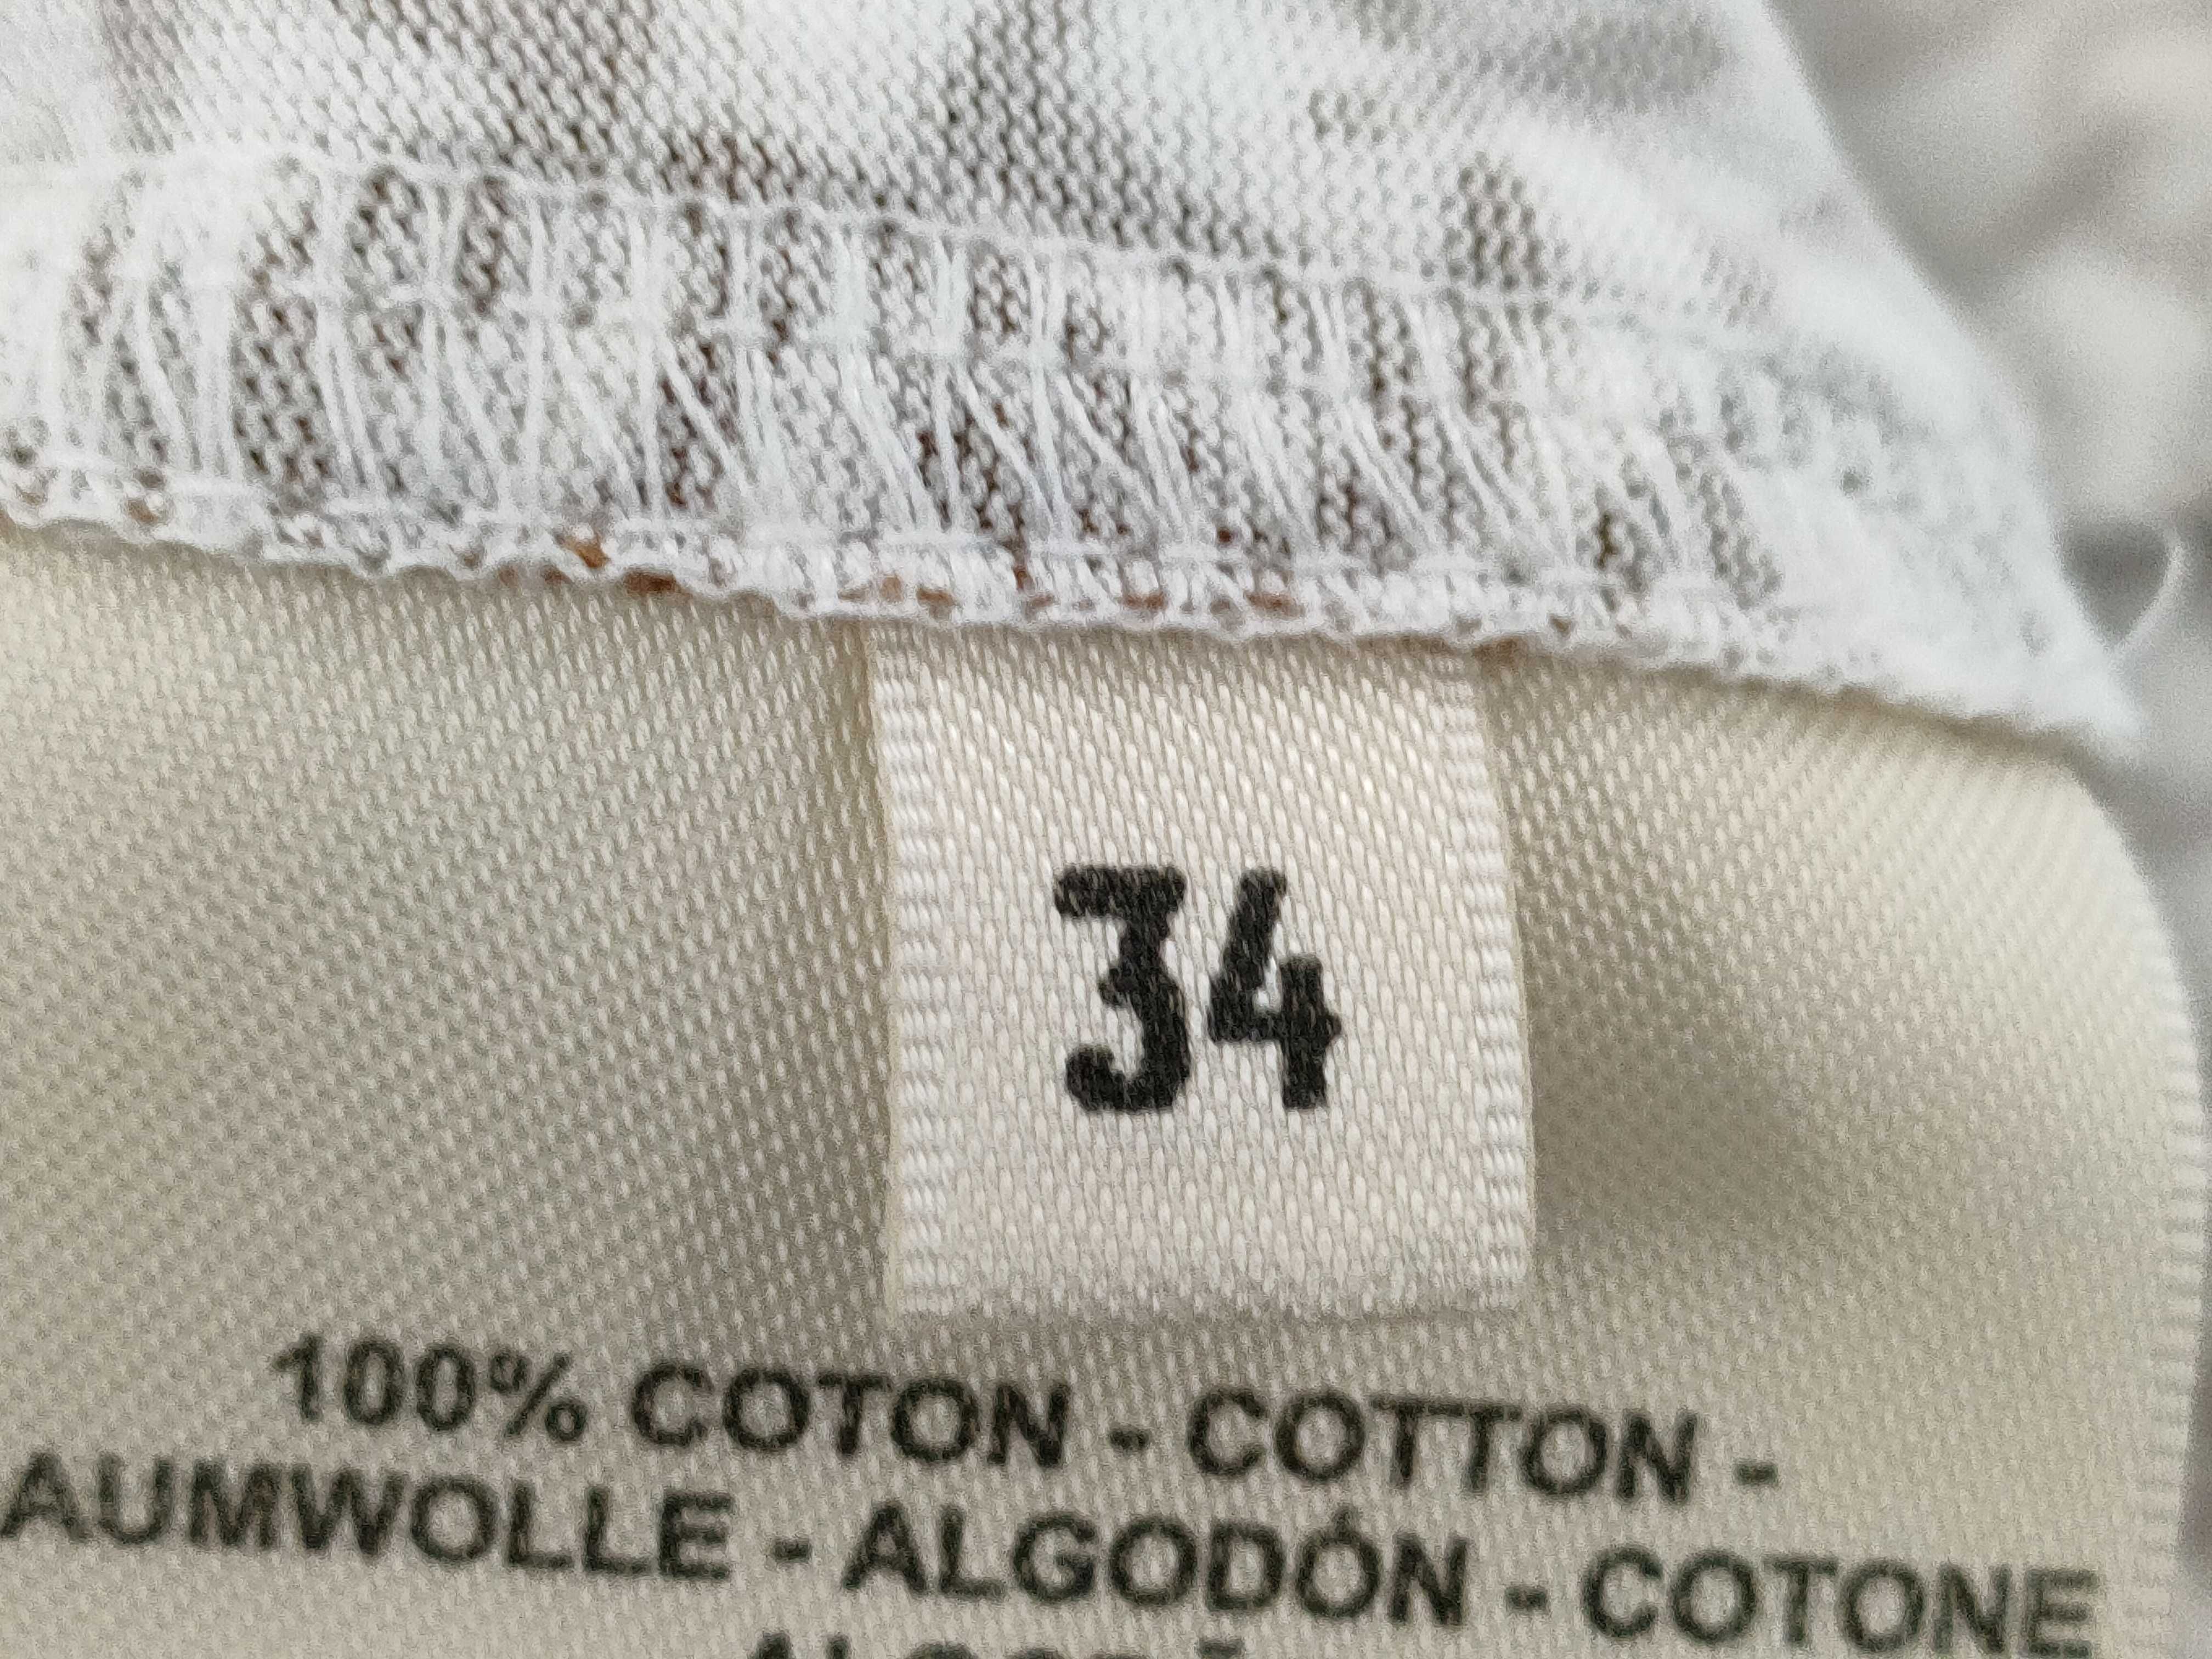 34
100% COTON - COTTON -
AUMWOLLE - ALGODÓN - COTONE